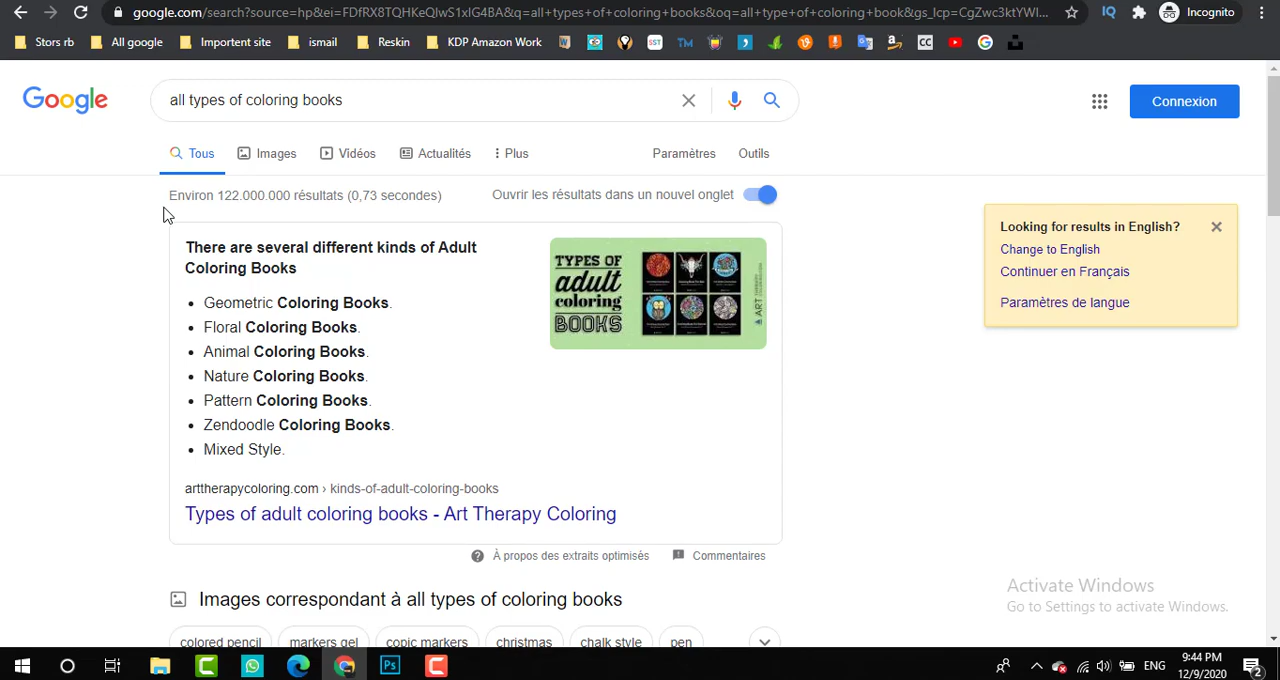 google.com/search?source=hp&ei=FDfRX8TQHKeQlwS1xIG4BA&q=all+types+of+coloring+books&q=all+type+of+coloring+book&gs_lcp=CgZwc3ktYWI...
Incognito
Stors rb
All google
Importent site
ismail
Reskin
KDP Amazon Work
SST
TM
CC
Google
all types of coloring books
Connexion
Tous
Images
Vidéos
Actualités
Plus
Paramètres
Outils
Environ 122.000.000 résultats (0,73 secondes)
Ouvrir les résultats dans un nouvel onglet
Looking for results in English?
Change to English
Continuer en Français
Paramètres de langue
There are several different kinds of Adult
Coloring Books
Geometric Coloring Books.
Floral Coloring Books.
Animal Coloring Books.
Nature Coloring Books.
Pattern Coloring Books.
Zendoodle Coloring Books.
Mixed Style.
TYPES OF
adult
coloring
BOOKS
arttherapycoloring.com › kinds-of-adult-coloring-books
Types of adult coloring books - Art Therapy Coloring
À propos des extraits optimisés
Commentaires
Images correspondant à all types of coloring books
colored pencil
markers gel
copic markers
christmas
chalk style
pen
Activate Windows
Go to Settings to activate Windows.
Ps
ENG
9:44 PM
12/9/2020
2